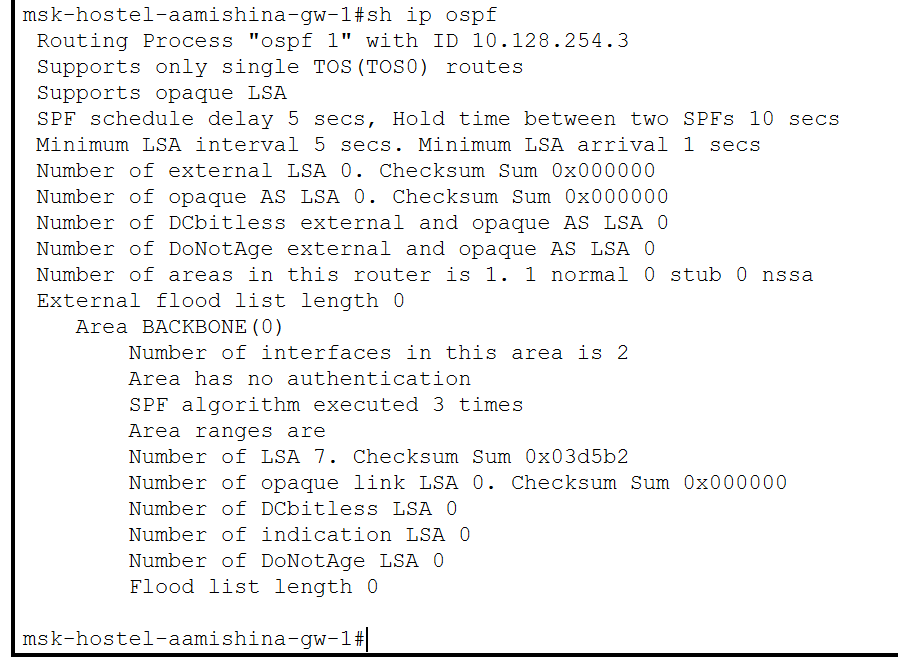 msk-hostel-aamishina-gw-1#sh ip ospf
Routing Process "ospf 1" with ID 10.128.254.3
Supports only single TOS(TOS0) routes
Supports opaque LSA
SPF schedule delay 5 secs, Hold time between two SPFs 10 secs
Minimum LSA interval 5 secs. Minimum LSA arrival 1 secs
Number of external LSA 0. Checksum Sum 0x000000
Number of opaque AS LSA 0. Checksum Sum 0x000000
Number of DCbitless external and opaque AS LSA 0
Number of DoNotAge external and opaque AS LSA 0
Number of areas in this router is 1. 1 normal 0 stub 0 nssa
External flood list length 0
Area BACKBONE(0)
Number of interfaces in this area is 2
Area has no authentication
SPF algorithm executed 3 times
Area ranges are
Number of LSA 7. Checksum Sum 0x03d5b2
Number of opaque link LSA 0. Checksum Sum 0x000000
Number of DCbitless LSA 0
Number of indication LSA 0
Number of DoNotAge LSA 0
Flood list length 0
msk-hostel-aamishina-gw-1#